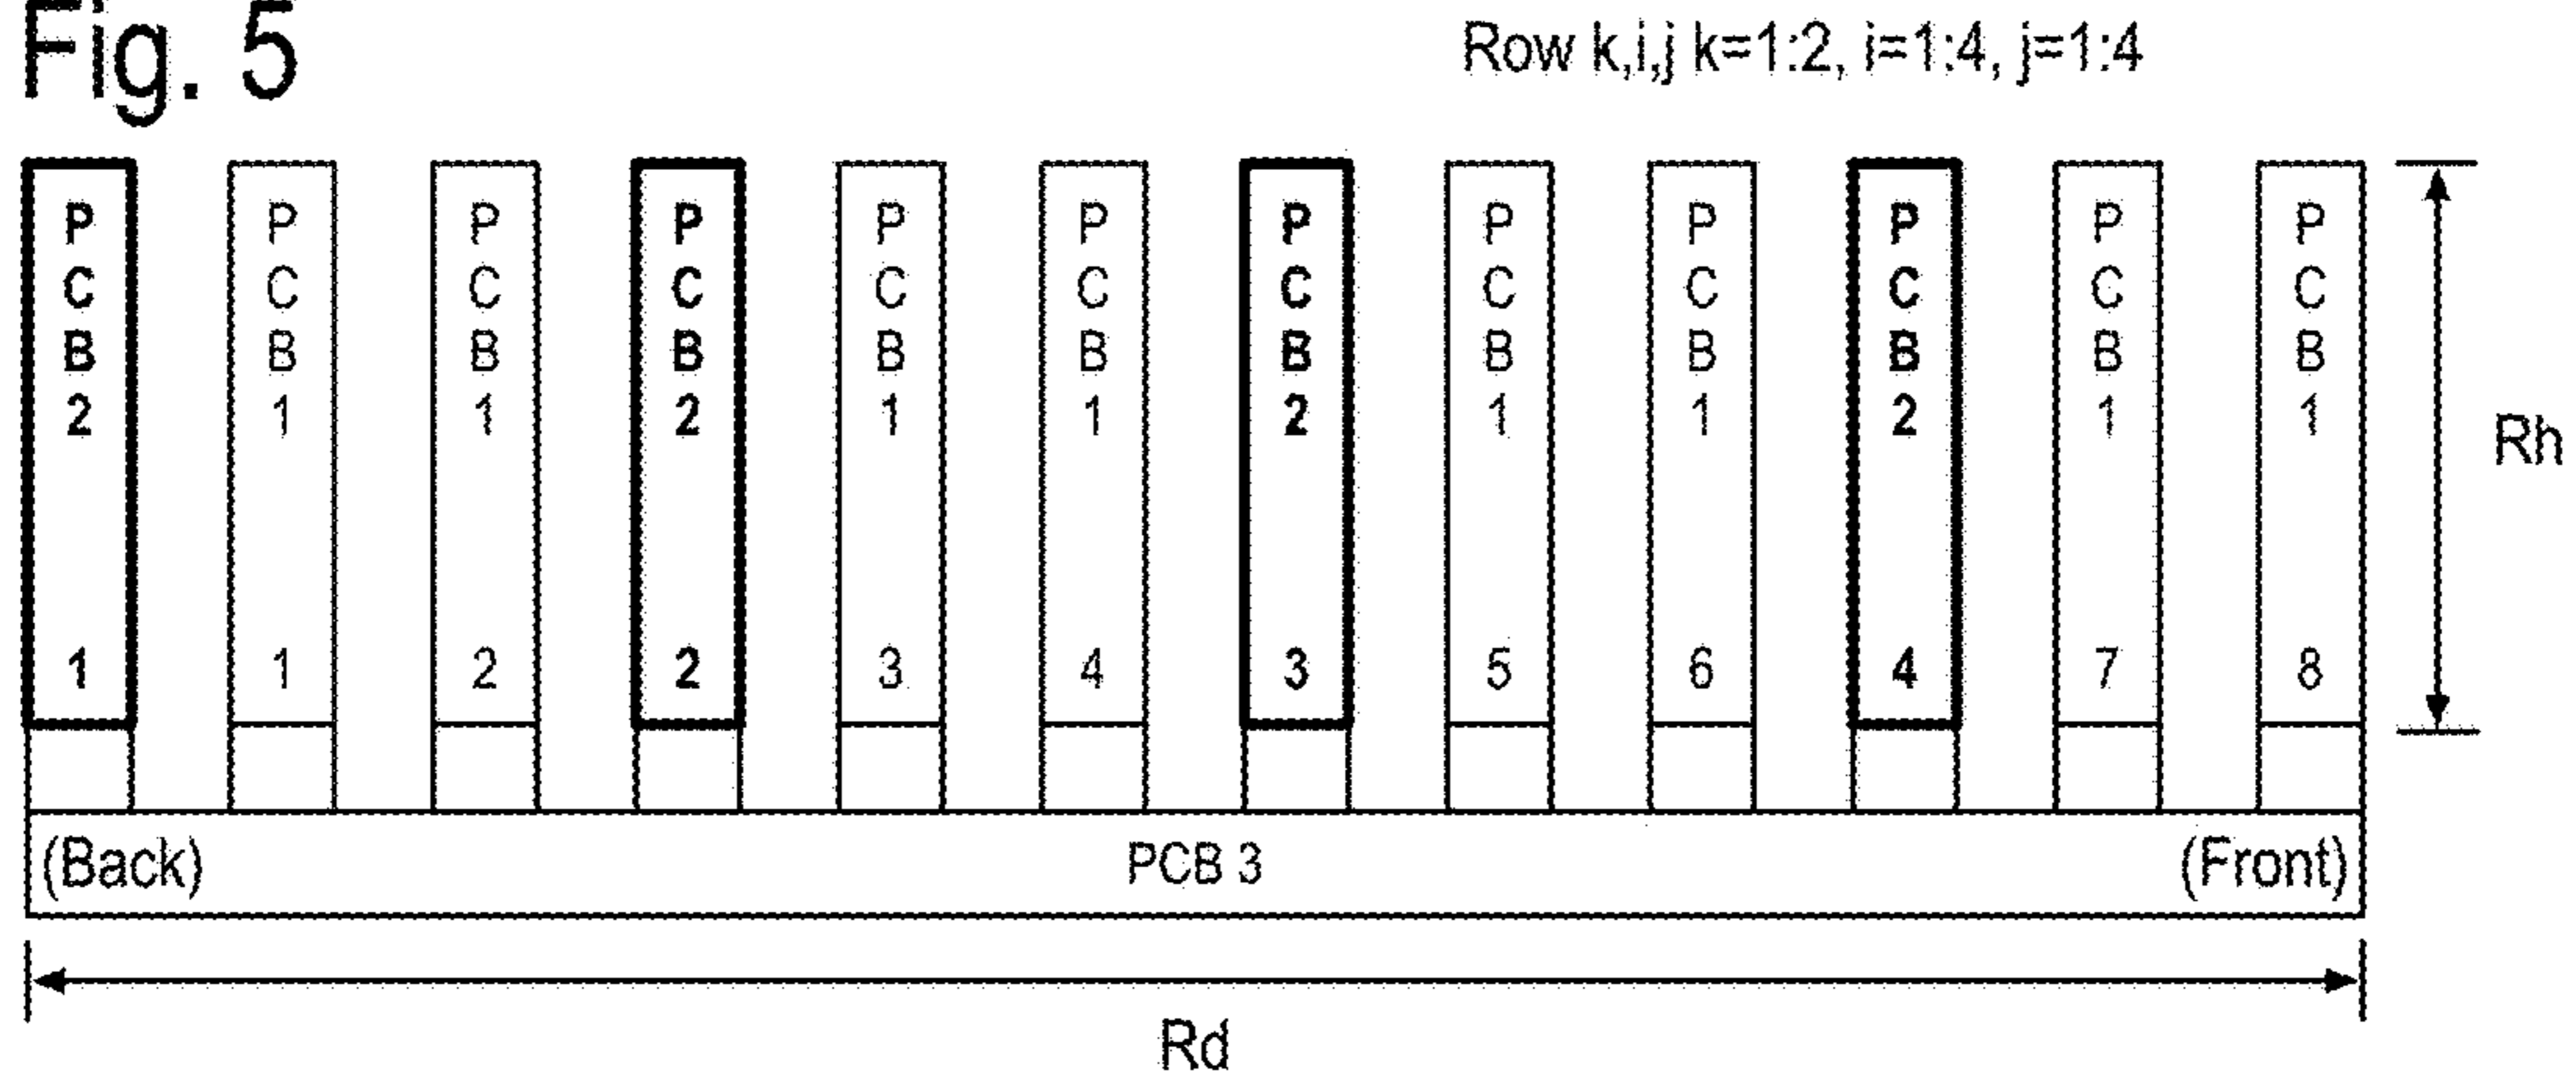 Fig. 5
Row k,i,j k=1:2, i=1:4, j=1:4
P P P P P P P P P P P P
C C C C C C C C C C C C
B B B B B B B B B B B B
2 1 1 2 1 1 2 1 1 2 1 1
Rh
1 1 2 2 3 4 3 5 6 4 7 8
(Back) PCB 3 (Front)
Rd